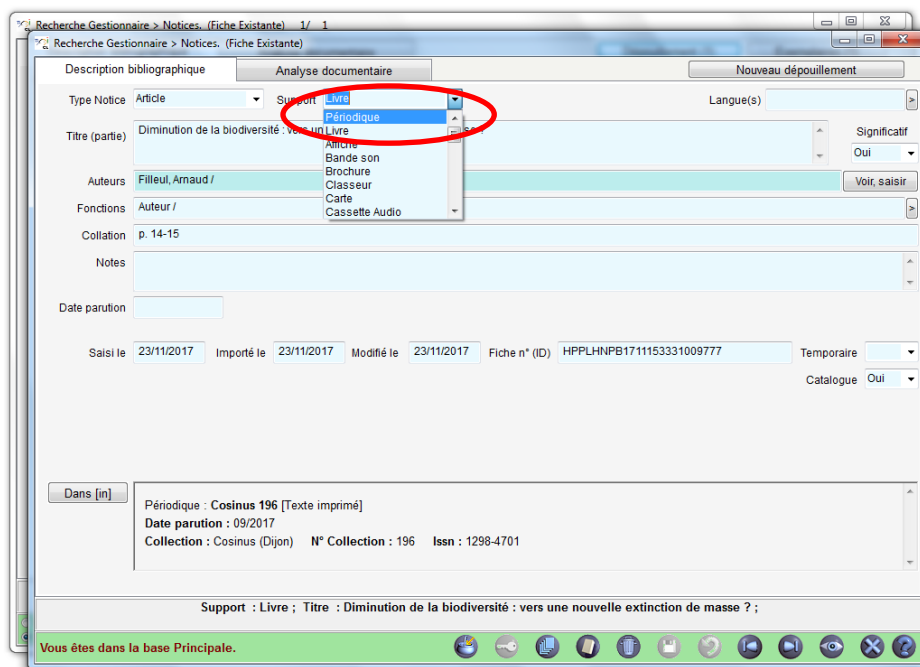 Recherche Gestionnaire > Notices. (Fiche Existante) 1/ 1
Recherche Gestionnaire > Notices. (Fiche Existante)
Description bibliographique Analyse documentaire Nouveau dépouillement
Type Notice Article Support Livre Langue(s) >
Périodique
Livre
Affiche
Bande son
Brochure
Classeur
Carte
Cassette Audio
Titre (partie) Diminution de la biodiversité : vers un se ?
Significatif
Oui
Auteurs Filleul, Arnaud / Voir, saisir
Fonctions Auteur / >
Collation p. 14-15
Notes
Date parution
Saisi le 23/11/2017 Importé le 23/11/2017 Modifié le 23/11/2017 Fiche n° (ID) HPPLHNPB1711153331009777 Temporaire
Catalogue Oui
Dans [in]
Périodique : Cosinus 196 [Texte imprimé]
Date parution : 09/2017
Collection : Cosinus (Dijon) N° Collection : 196 Issn : 1298-4701
Support : Livre ; Titre : Diminution de la biodiversité : vers une nouvelle extinction de masse ? ;
Vous êtes dans la base Principale.